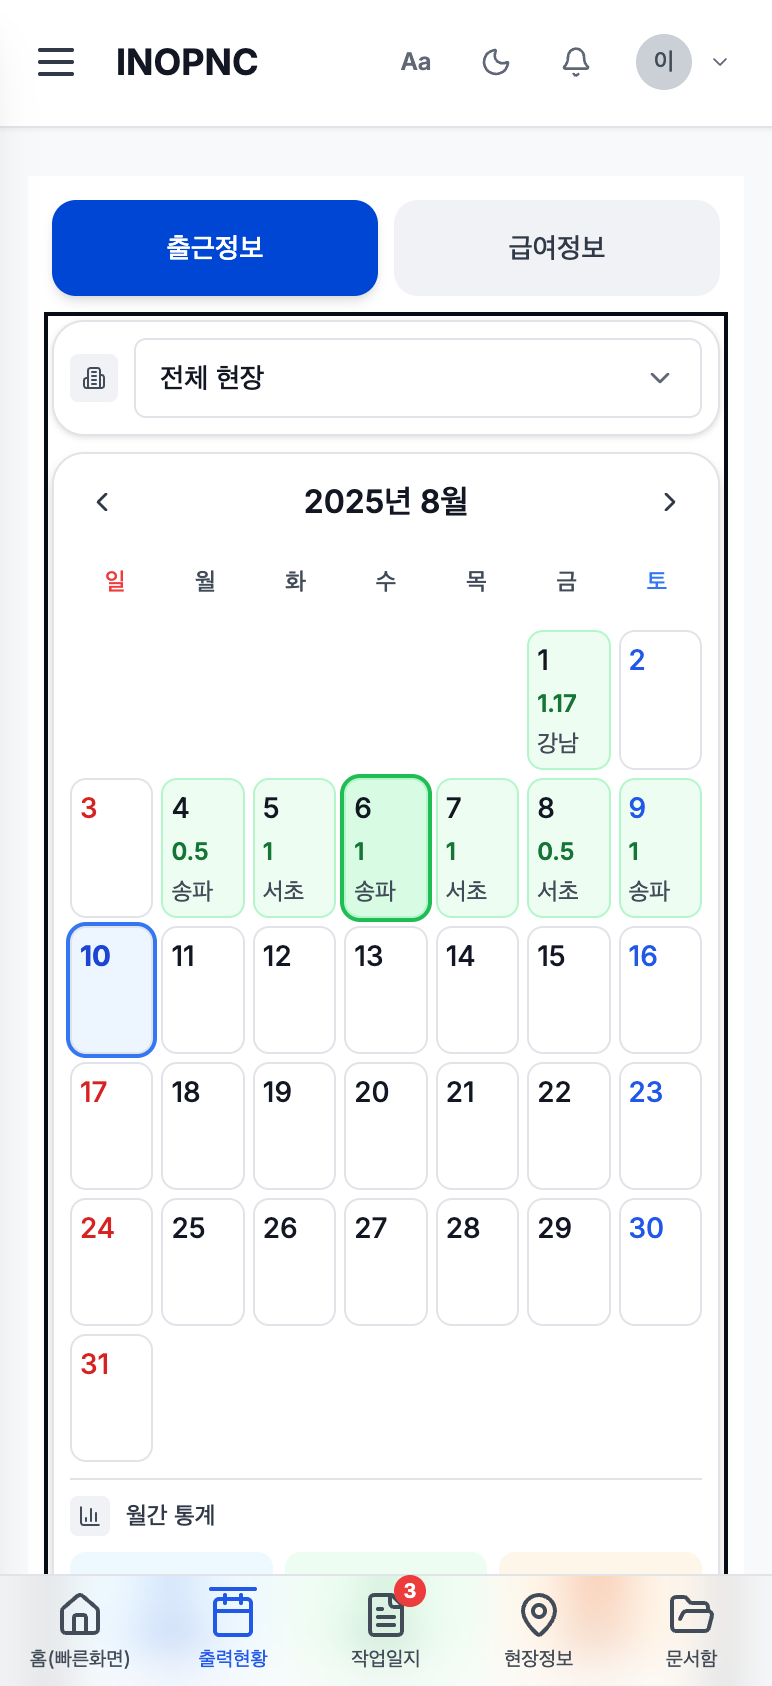 INOPNC Aa 이
출근정보 급여정보
전체 현장
2025년 8월
일 월 화 수 목 금 토
1 2
1.17
강남
3 4 5 6 7 8 9
0.5 1 1 1 0.5 1
송파 서초 송파 서초 서초 송파
10 11 12 13 14 15 16
17 18 19 20 21 22 23
24 25 26 27 28 29 30
31
월간 통계
3
홈(빠른화면) 출력현황 작업일지 현장정보 문서함